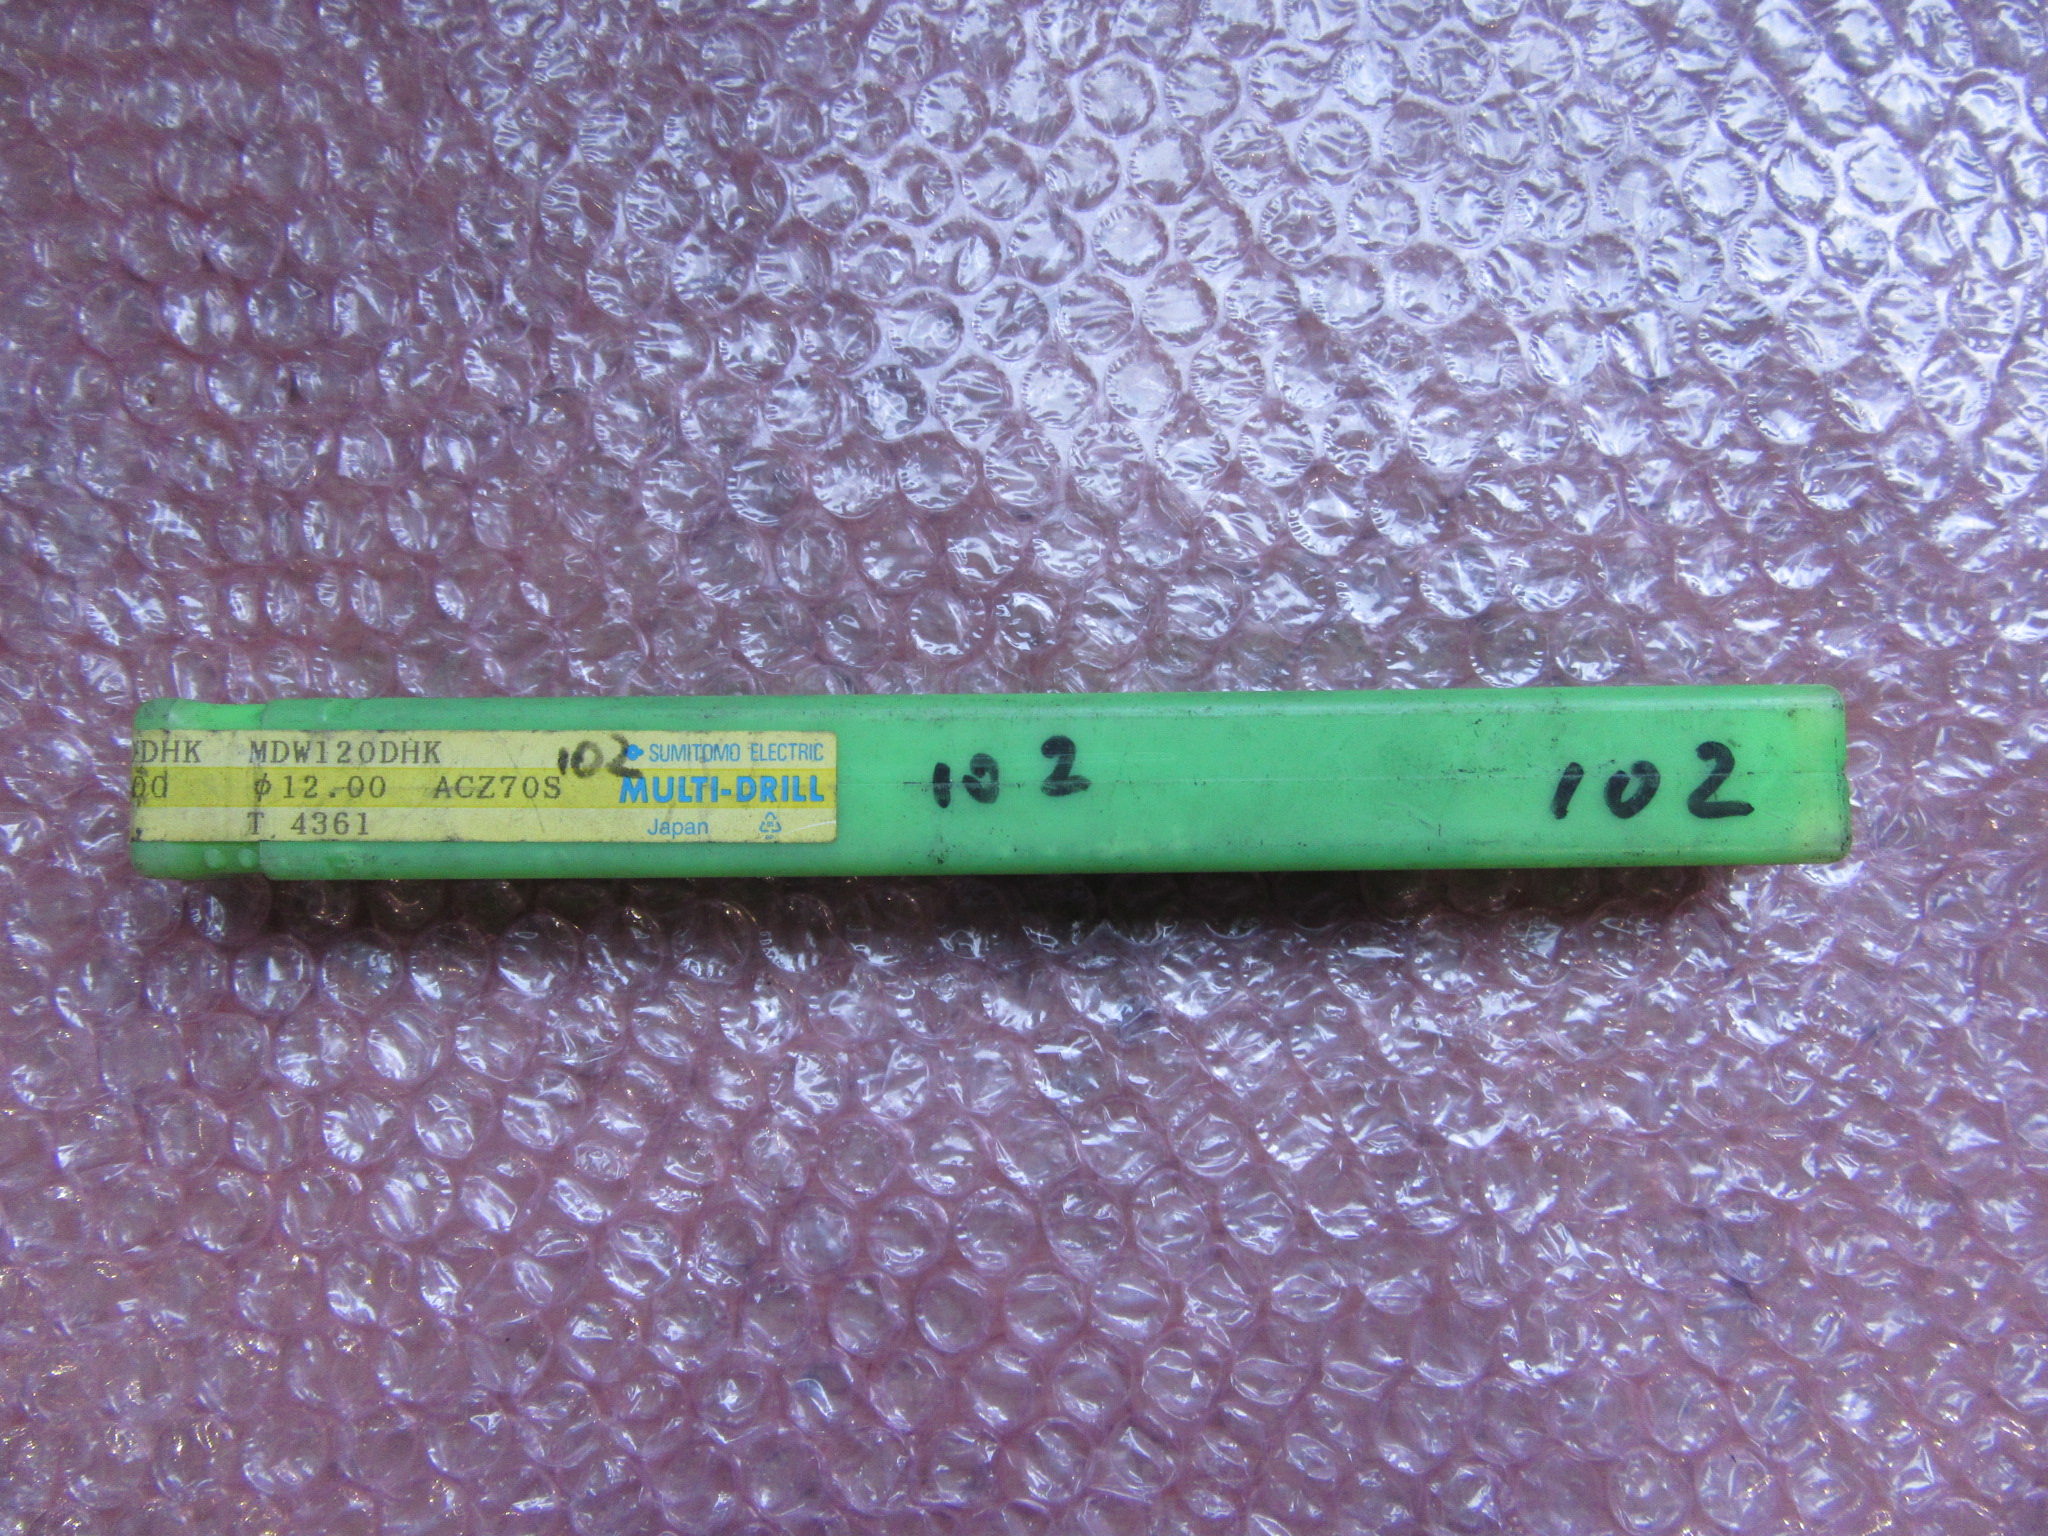 DHK MDW120DHK
00 φ12.00 ACZ70S
T. 4361
102
SUMITOMO ELECTRIC
MULTI-DRILL
Japan
102
102